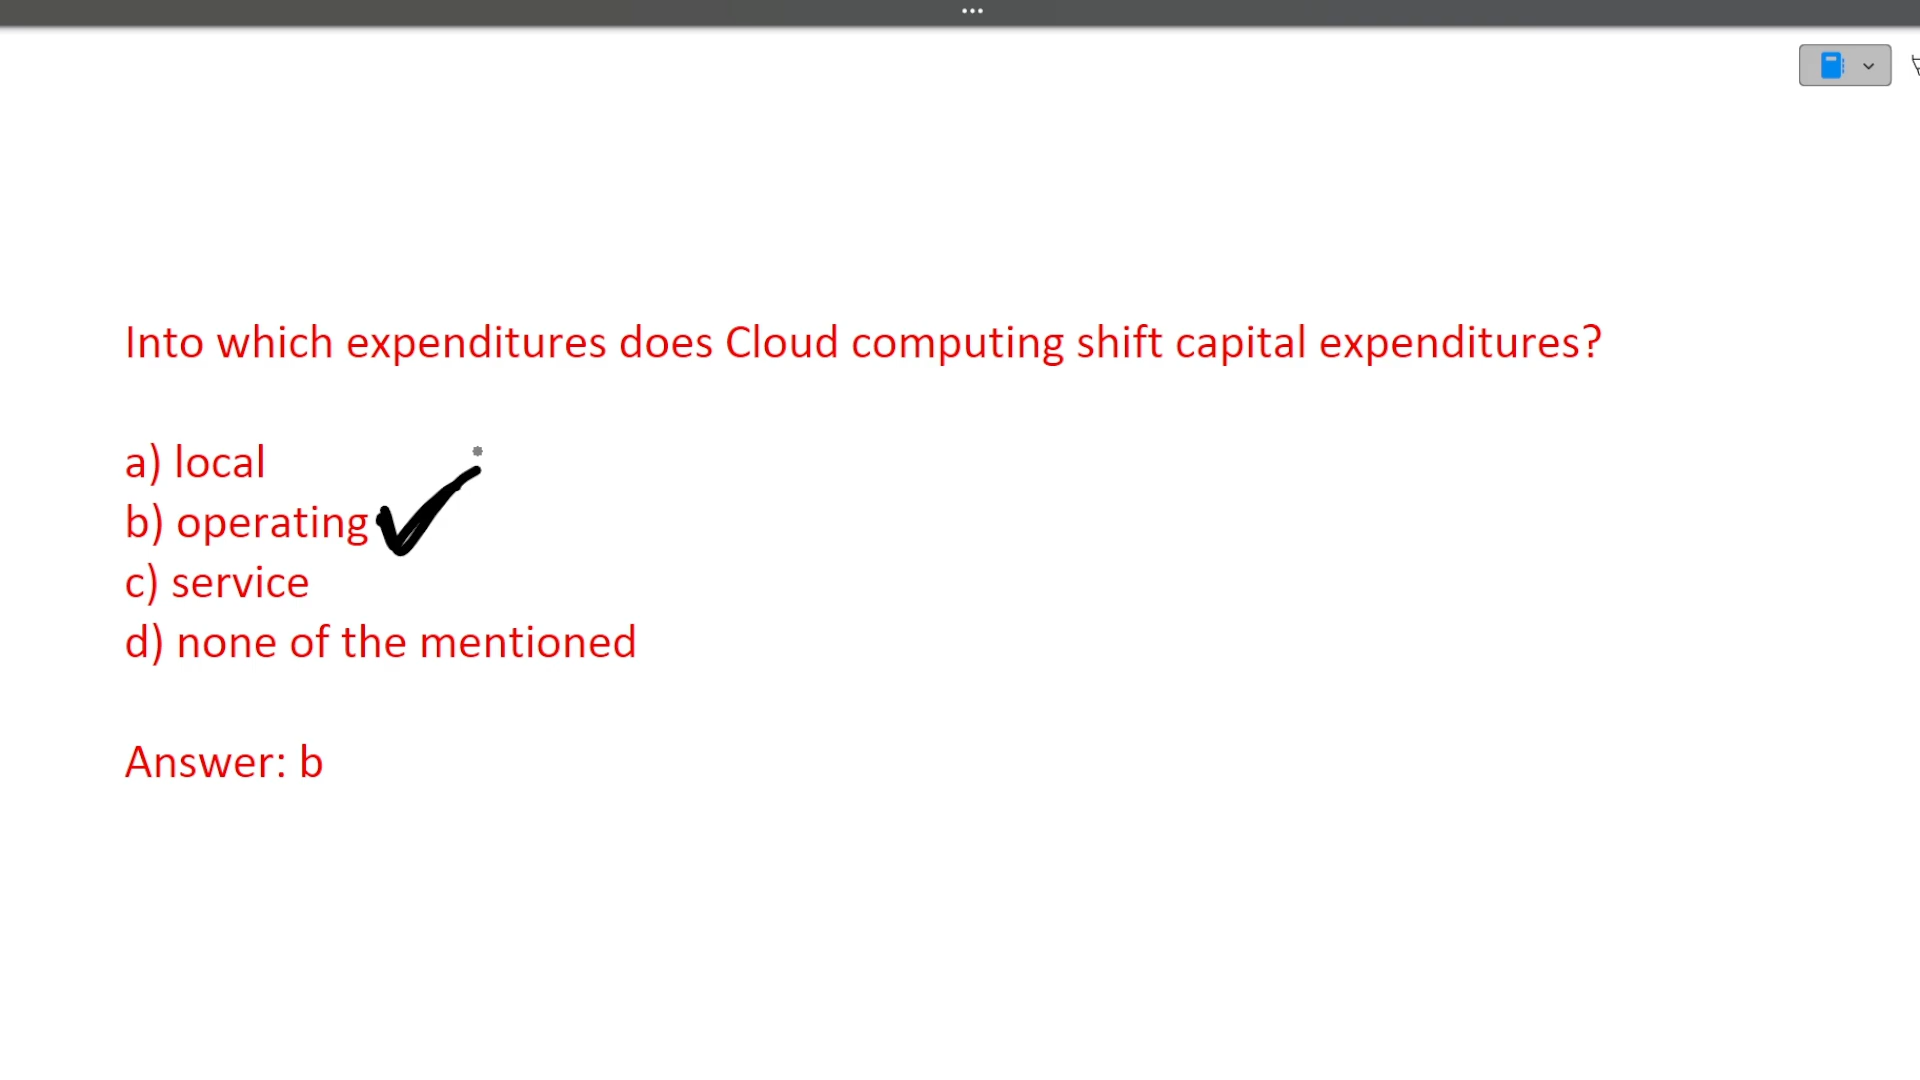 Into which expenditures does Cloud computing shift capital expenditures?
a) local
b) operating
c) service
d) none of the mentioned
Answer: b